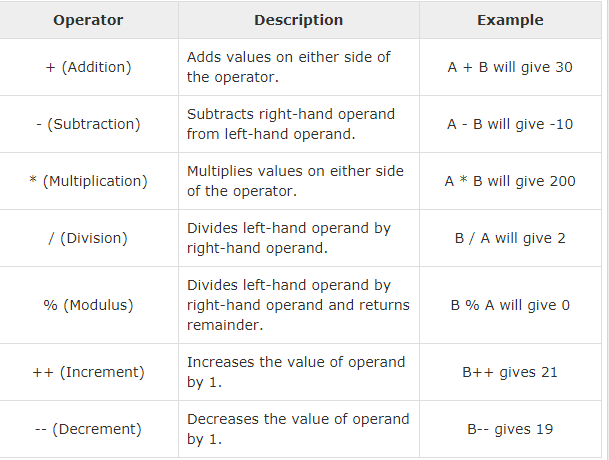 Operator Description Example
+ (Addition) Adds values on either side of
the operator. A + B will give 30
- (Subtraction) Subtracts right-hand operand
from left-hand operand. A - B will give -10
* (Multiplication) Multiplies values on either side
of the operator. A * B will give 200
/ (Division) Divides left-hand operand by
right-hand operand. B / A will give 2
% (Modulus) Divides left-hand operand by
right-hand operand and returns
remainder. B % A will give 0
++ (Increment) Increases the value of operand
by 1. B++ gives 21
-- (Decrement) Decreases the value of operand
by 1. B-- gives 19